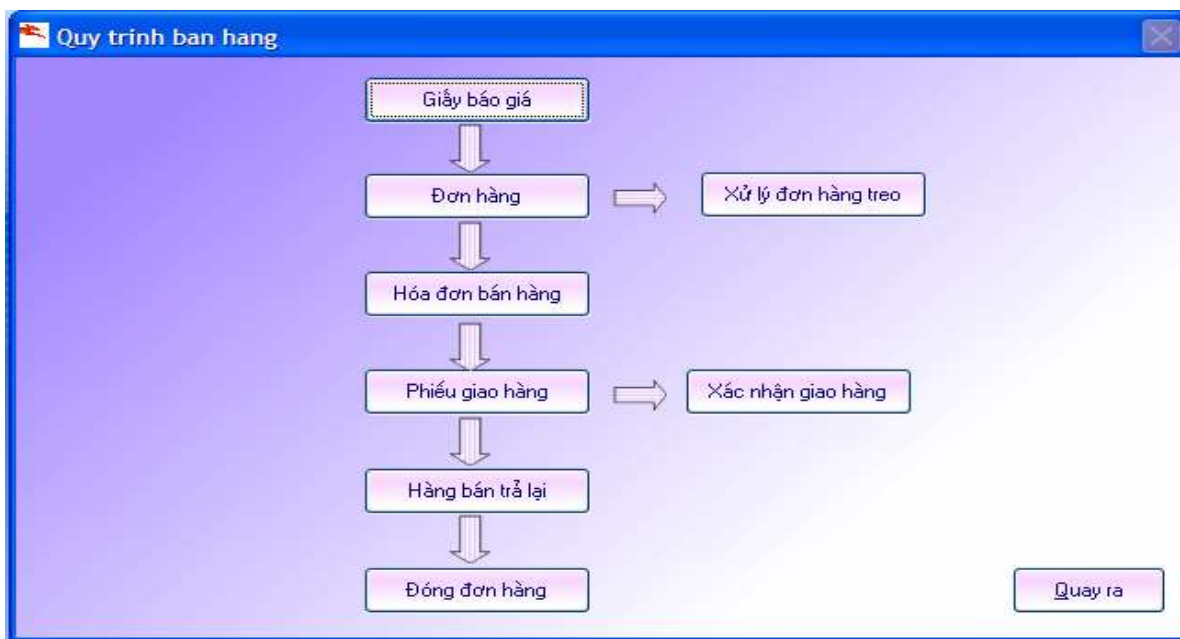 Quy trinh ban hang
Giấy báo giá
Đơn hàng
Xử lý đơn hàng treo
Hóa đơn bán hàng
Phiếu giao hàng
Xác nhận giao hàng
Hàng bán trả lại
Đóng đơn hàng
Quay ra